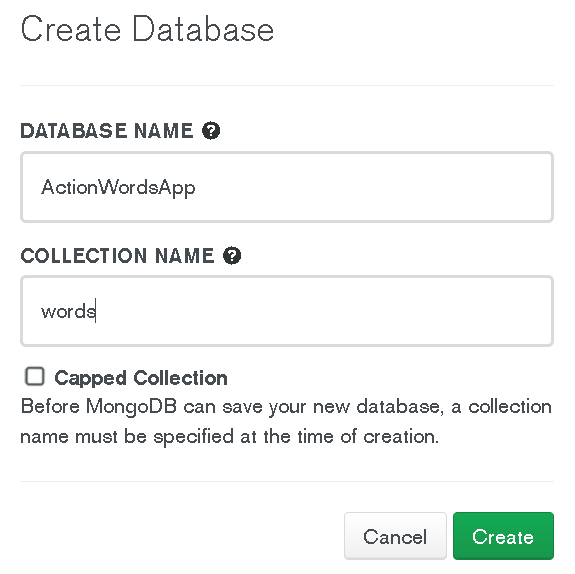 Create Database
DATABASE NAME ?
ActionWordsApp
COLLECTION NAME ?
words
Capped Collection
Before MongoDB can save your new database, a collection
name must be specified at the time of creation.
Cancel Create